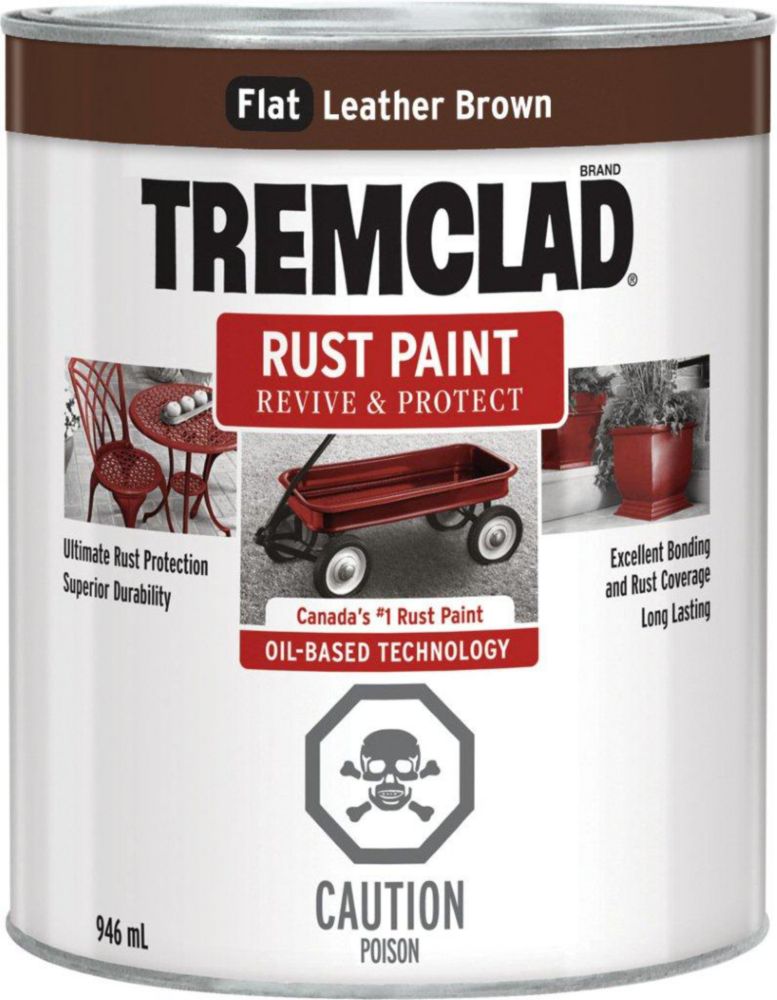 Flat Leather Brown
BRAND
TREMCLAD®
RUST PAINT
REVIVE & PROTECT
Ultimate Rust Protection
Superior Durability
Excellent Bonding
and Rust Coverage
Long Lasting
Canada's #1 Rust Paint
OIL-BASED TECHNOLOGY
CAUTION
POISON
946 mL